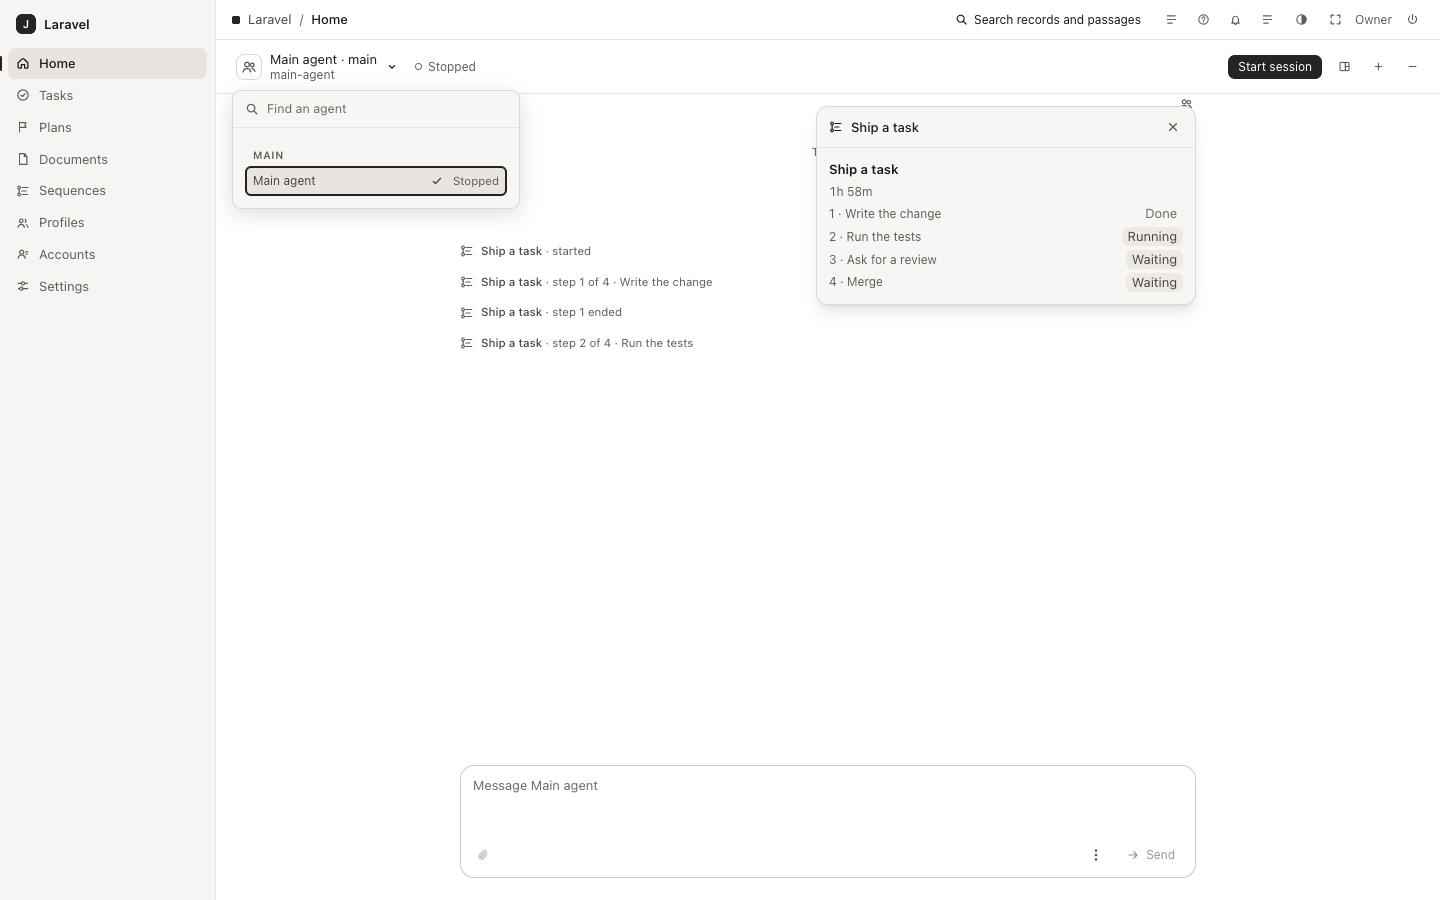 J Laravel
Home
Tasks
Plans
Documents
Sequences
Profiles
Accounts
Settings
Laravel / Home
Search records and passages
Owner
Main agent · main
main-agent
Stopped
Start session
Find an agent
MAIN
Main agent
Stopped
T
Ship a task
Ship a task
1h 58m
1 · Write the change
Done
2 · Run the tests
Running
3 · Ask for a review
Waiting
4 · Merge
Waiting
Ship a task · started
Ship a task · step 1 of 4 · Write the change
Ship a task · step 1 ended
Ship a task · step 2 of 4 · Run the tests
Message Main agent
Send